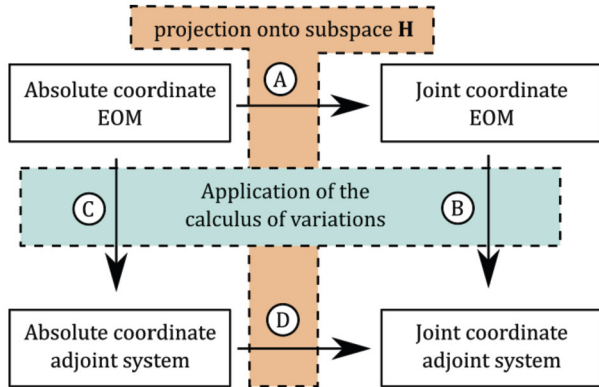 projection onto subspace H
Absolute coordinate
EOM
A
Joint coordinate
EOM
Application of the
calculus of variations
C
B
Absolute coordinate
adjoint system
D
Joint coordinate
adjoint system